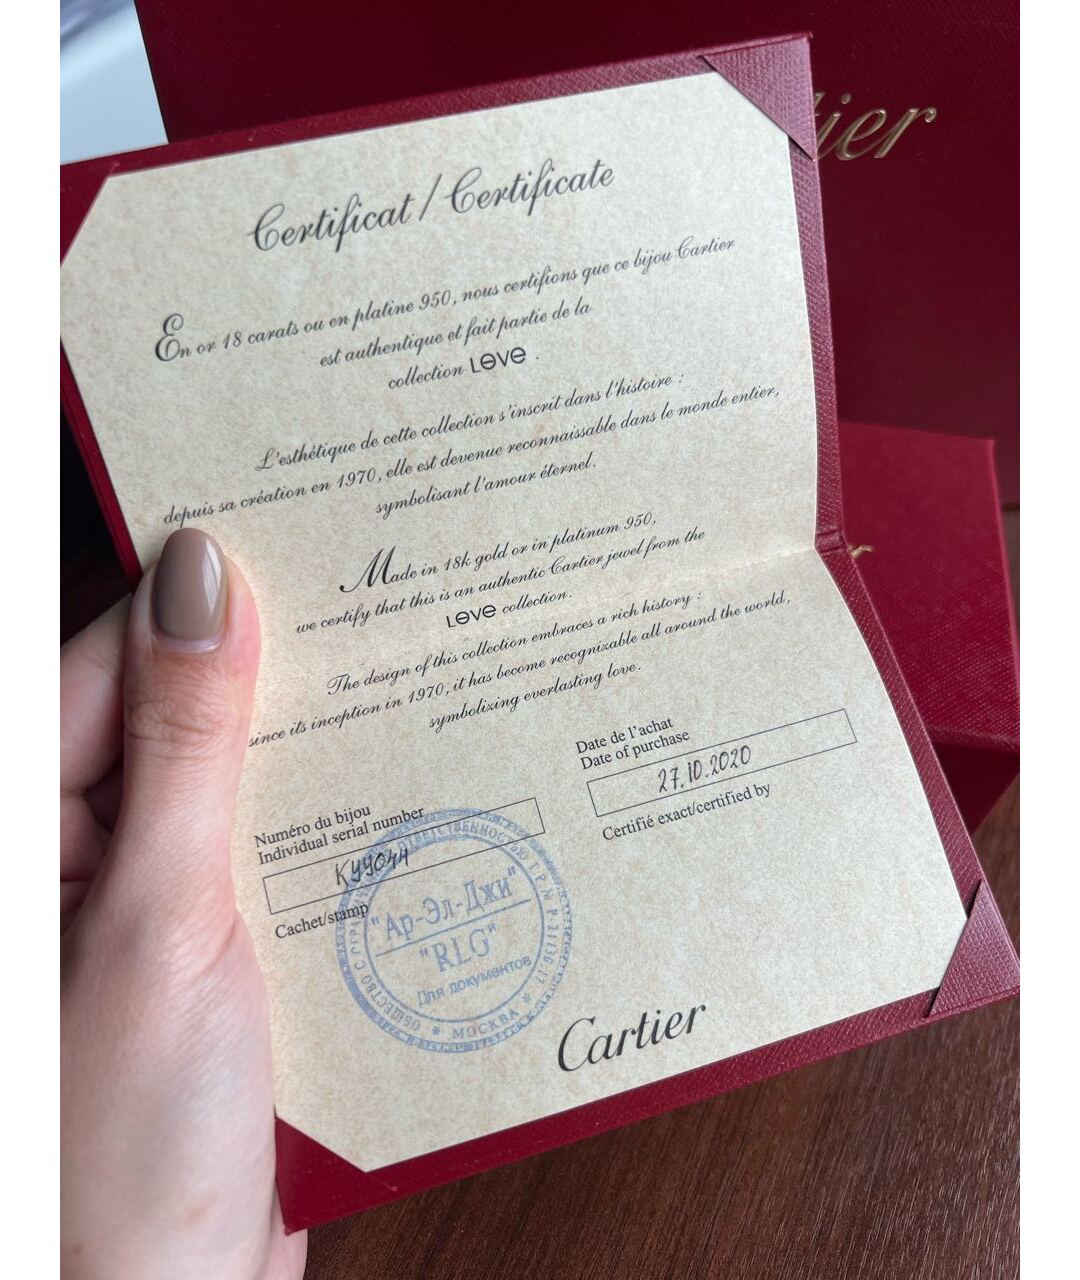 Cartier
Certificat / Certificate
En or 18 carats ou en platine 950, nous certifions que ce bijou Cartier
est authentique et fait partie de la
collection LOVE .
L'esthétique de cette collection s'inscrit dans l'histoire :
depuis sa création en 1970, elle est devenue reconnaissable dans le monde entier,
symbolisant l'amour éternel.
Made in 18k gold or in platinum 950,
we certify that this is an authentic Cartier jewel from the
LOVE collection.
The design of this collection embraces a rich history :
since its inception in 1970, it has become recognizable all around the world,
symbolizing everlasting love.
Date de l'achat
Date of purchase
27.10.2020
Certifié exact/certified by
Numéro du bijou
Individual serial number
Cachet/stamp
ОБЩЕСТВО С ОТВЕТСТВЕННОСТЬЮ
"Ар-Эл-Джи"
"RLG"
Для документов
* МОСКВА *
Cartier